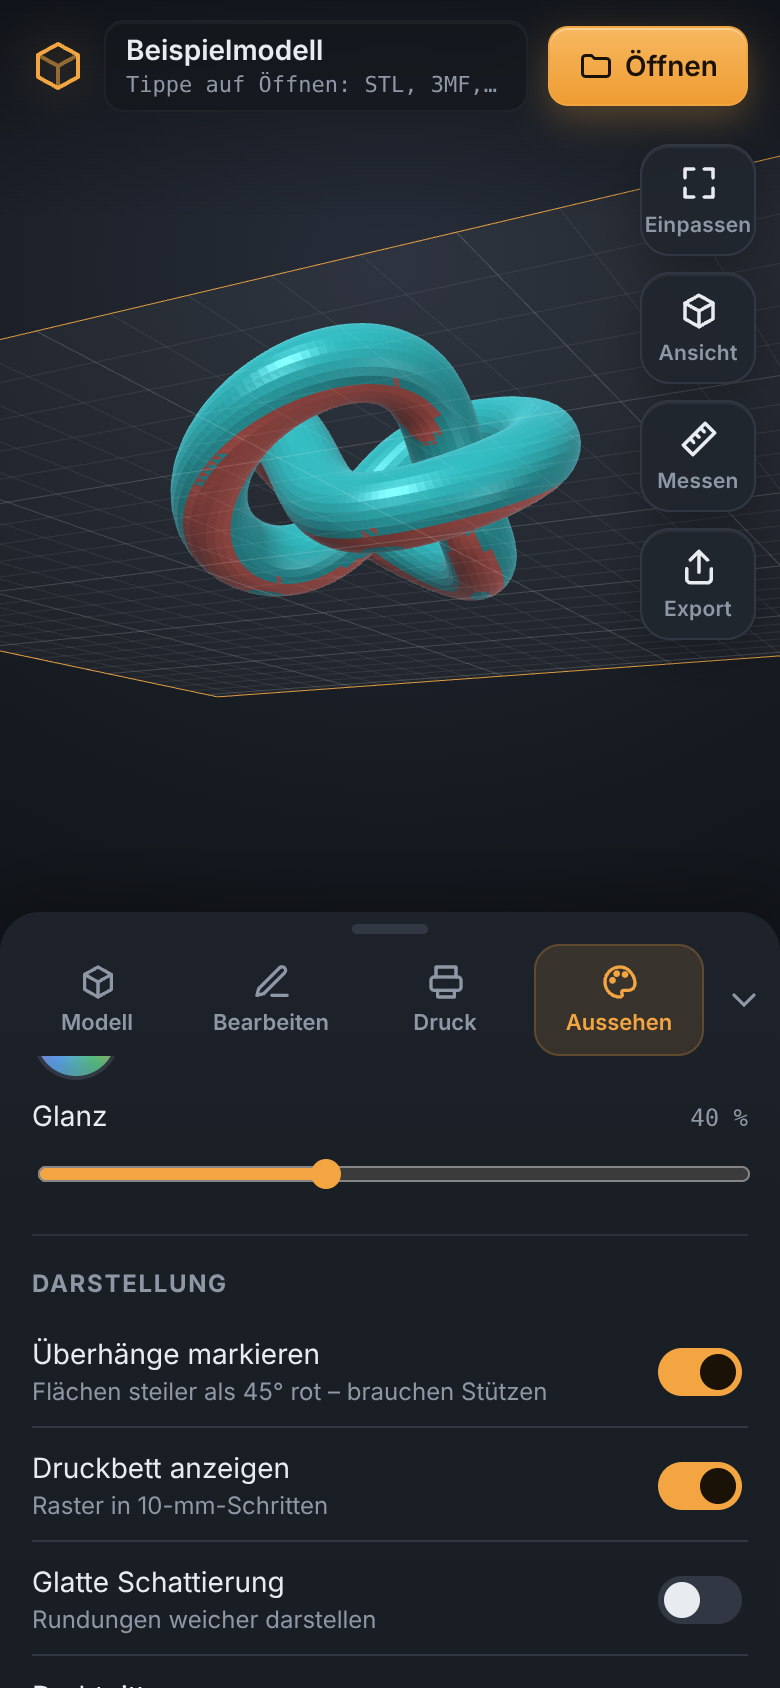 Beispielmodell
Tippe auf Öffnen: STL, 3MF,…
Öffnen
Einpassen
Ansicht
Messen
Export
Modell
Bearbeiten
Druck
Aussehen
Glanz
40 %
DARSTELLUNG
Überhänge markieren
Flächen steiler als 45° rot – brauchen Stützen
Druckbett anzeigen
Raster in 10-mm-Schritten
Glatte Schattierung
Rundungen weicher darstellen